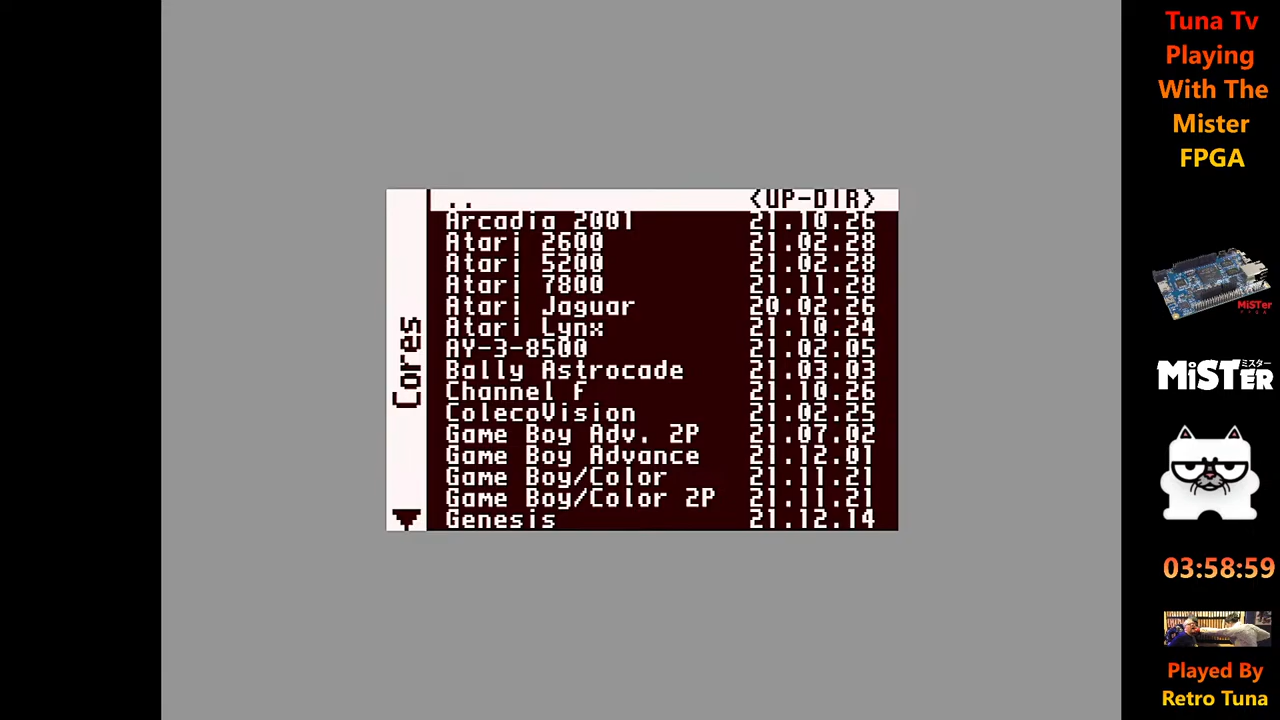 Cores
.. <UP-DIR>
Arcadia 2001 21.10.26
Atari 2600 21.02.28
Atari 5200 21.02.28
Atari 7800 21.11.28
Atari Jaguar 20.02.26
Atari Lynx 21.10.24
AY-3-8500 21.02.05
Bally Astrocade 21.03.03
Channel F 21.10.26
ColecoVision 21.02.25
Game Boy Adv. 2P 21.07.02
Game Boy Advance 21.12.01
Game Boy/Color 21.11.21
Game Boy/Color 2P 21.11.21
Genesis 21.12.14
Tuna Tv
Playing
With The
Mister
FPGA
MiSTer
FPGA
MiSTer
ミスター
03:58:59
Played By
Retro Tuna